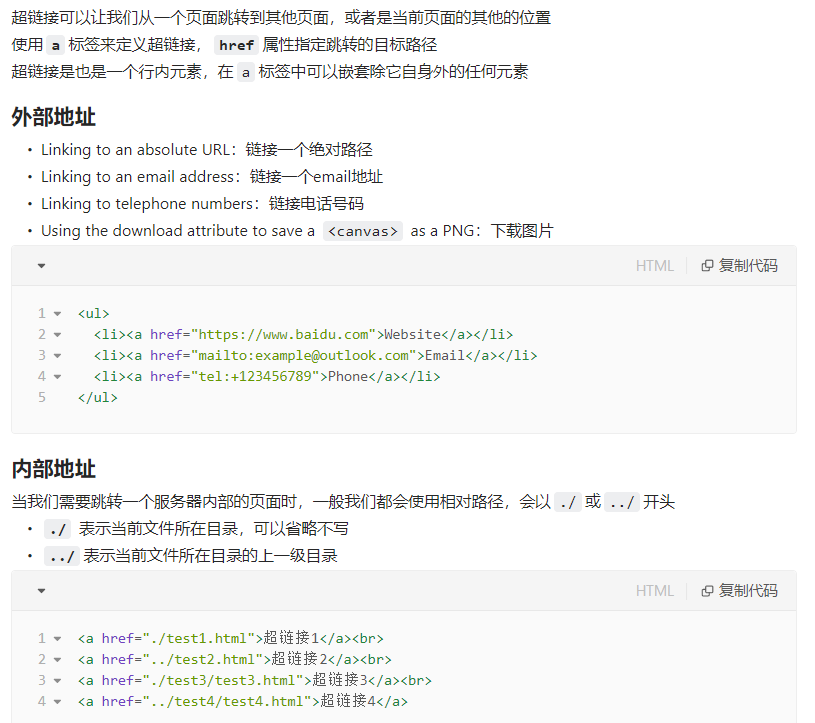 超链接可以让我们从一个页面跳转到其他页面，或者是当前页面的其他的位置
使用 a 标签来定义超链接， href 属性指定跳转的目标路径
超链接是也是一个行内元素，在 a 标签中可以嵌套除它自身外的任何元素
外部地址
• Linking to an absolute URL：链接一个绝对路径
• Linking to an email address：链接一个email地址
• Linking to telephone numbers：链接电话号码
• Using the download attribute to save a <canvas> as a PNG：下载图片
HTML 复制代码
1 <ul>
2 <li><a href="https://www.baidu.com">Website</a></li>
3 <li><a href="mailto:example@outlook.com">Email</a></li>
4 <li><a href="tel:+123456789">Phone</a></li>
5 </ul>
内部地址
当我们需要跳转一个服务器内部的页面时，一般我们都会使用相对路径，会以 ./ 或 ../ 开头
• ./ 表示当前文件所在目录，可以省略不写
• ../ 表示当前文件所在目录的上一级目录
HTML 复制代码
1 <a href="./test1.html">超链接1</a><br>
2 <a href="../test2.html">超链接2</a><br>
3 <a href="./test3/test3.html">超链接3</a><br>
4 <a href="../test4/test4.html">超链接4</a>